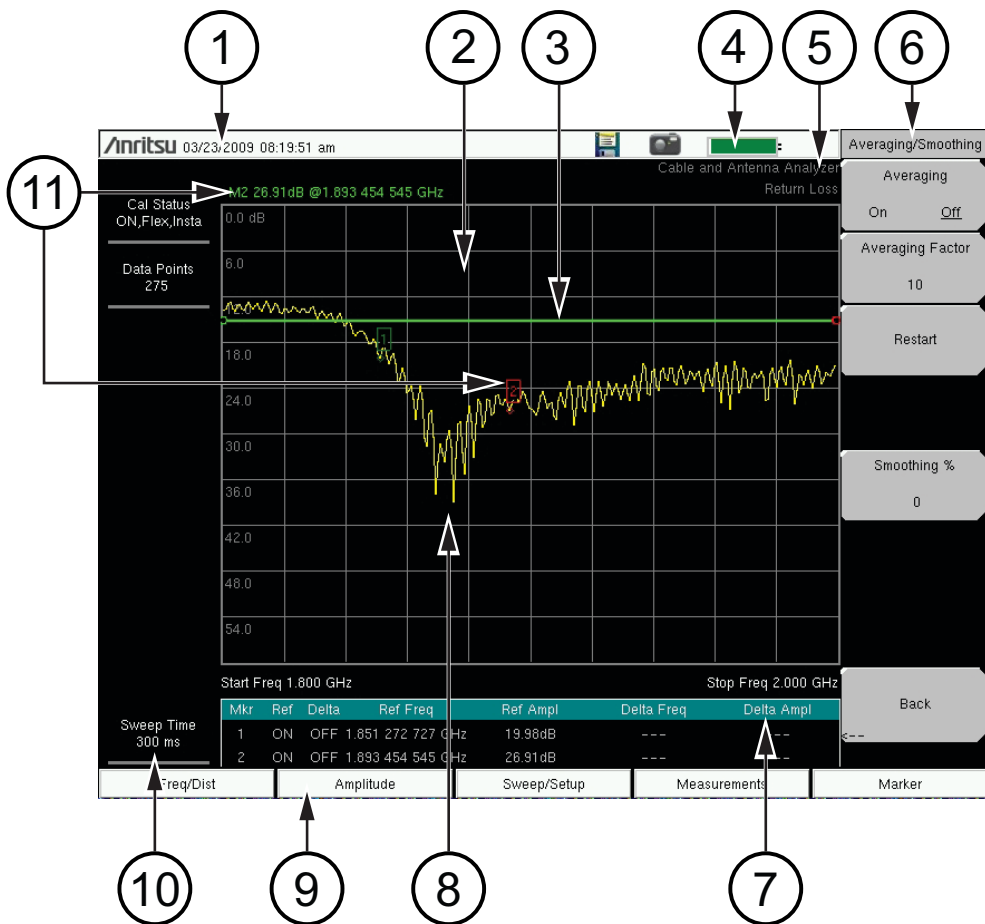 1 2 3 4 5 6
Anritsu 03/23/2009 08:19:51 am
Averaging/Smoothing
Cable and Antenna Analyzer
Return Loss
11
M2 26.91dB @1.893 454 545 GHz
Cal Status
ON,Flex,Insta
Data Points
275
0.0 dB
6.0
12.0
18.0
24.0
30.0
36.0
42.0
48.0
54.0
1
2
Averaging
On Off
Averaging Factor
10
Restart
Smoothing %
0
Back
<--
Start Freq 1.800 GHz Stop Freq 2.000 GHz
Mkr Ref Delta Ref Freq Ref Ampl Delta Freq Delta Ampl
1 ON OFF 1.851 272 727 GHz 19.98dB --- ---
2 ON OFF 1.893 454 545 GHz 26.91dB --- ---
Sweep Time
300 ms
Freq/Dist Amplitude Sweep/Setup Measurements Marker
10 9 8 7